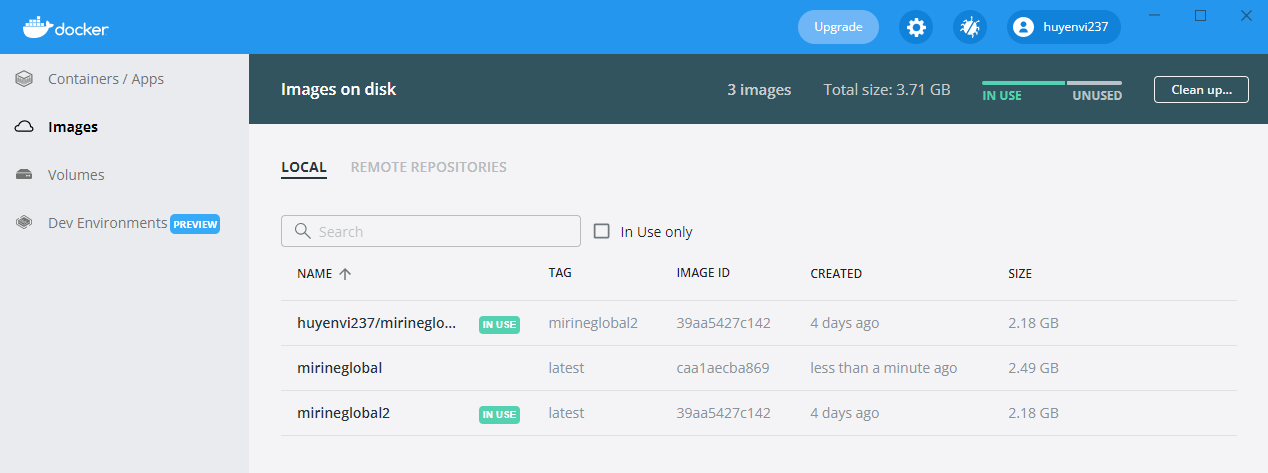 docker
Upgrade
huyenvi237
Containers / Apps
Images
Volumes
Dev Environments PREVIEW
Images on disk
3 images
Total size: 3.71 GB
IN USE
UNUSED
Clean up...
LOCAL
REMOTE REPOSITORIES
Search
In Use only
NAME TAG IMAGE ID CREATED SIZE
huyenvi237/mirineglo... IN USE mirineglobal2 39aa5427c142 4 days ago 2.18 GB
mirineglobal latest caa1aecba869 less than a minute ago 2.49 GB
mirineglobal2 IN USE latest 39aa5427c142 4 days ago 2.18 GB